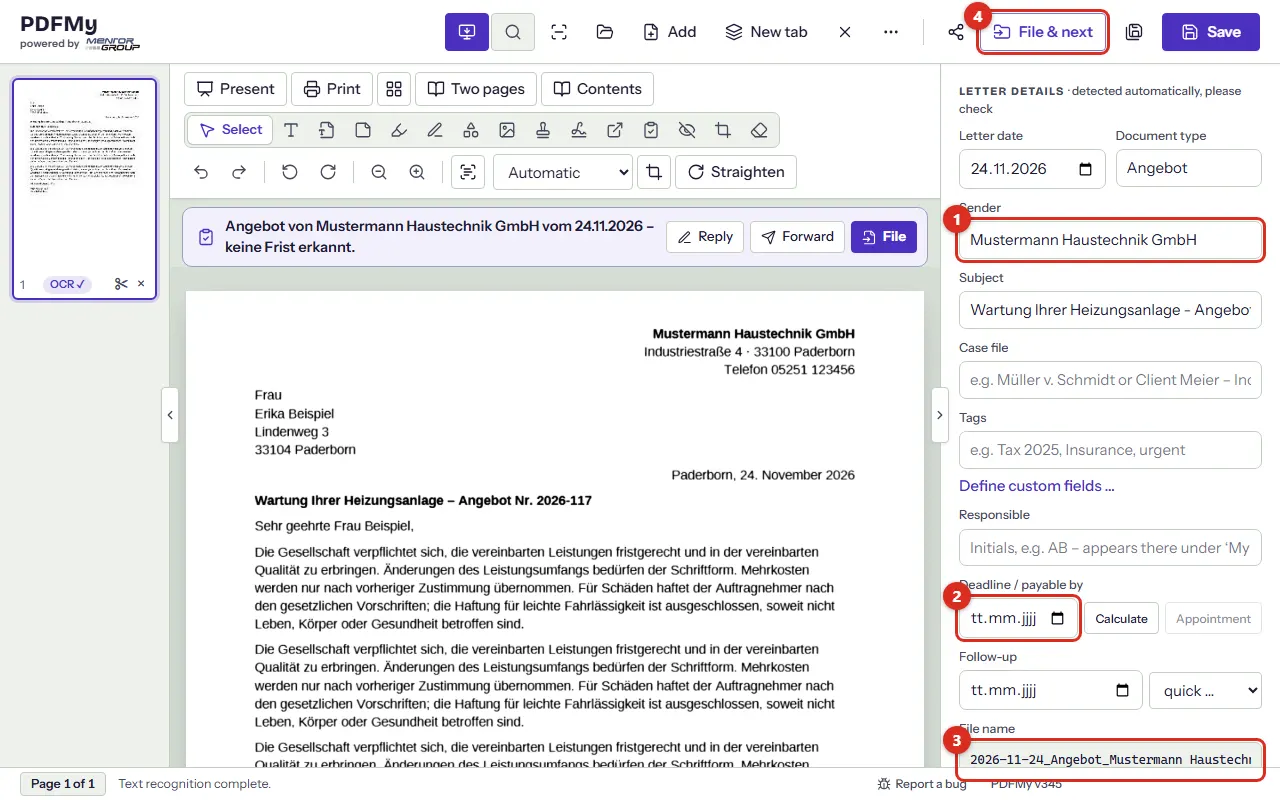 PDFMy
powered by MENTOR GROUP
Add
New tab
4
File & next
Save
Present
Print
Two pages
Contents
Select
Automatic
Straighten
Angebot von Mustermann Haustechnik GmbH vom 24.11.2026 –
keine Frist erkannt.
Reply
Forward
File
1
OCR ✓
Mustermann Haustechnik GmbH
Industriestraße 4 · 33100 Paderborn
Telefon 05251 123456
Frau
Erika Beispiel
Lindenweg 3
33104 Paderborn
Paderborn, 24. November 2026
Wartung Ihrer Heizungsanlage – Angebot Nr. 2026-117
Sehr geehrte Frau Beispiel,
Die Gesellschaft verpflichtet sich, die vereinbarten Leistungen fristgerecht und in der vereinbarten
Qualität zu erbringen. Änderungen des Leistungsumfangs bedürfen der Schriftform. Mehrkosten
werden nur nach vorheriger Zustimmung übernommen. Für Schäden haftet der Auftragnehmer nach
den gesetzlichen Vorschriften; die Haftung für leichte Fahrlässigkeit ist ausgeschlossen, soweit nicht
Leben, Körper oder Gesundheit betroffen sind.
Die Gesellschaft verpflichtet sich, die vereinbarten Leistungen fristgerecht und in der vereinbarten
Qualität zu erbringen. Änderungen des Leistungsumfangs bedürfen der Schriftform. Mehrkosten
werden nur nach vorheriger Zustimmung übernommen. Für Schäden haftet der Auftragnehmer nach
den gesetzlichen Vorschriften; die Haftung für leichte Fahrlässigkeit ist ausgeschlossen, soweit nicht
Leben, Körper oder Gesundheit betroffen sind.
Die Gesellschaft verpflichtet sich, die vereinbarten Leistungen fristgerecht und in der vereinbarten
Qualität zu erbringen. Änderungen des Leistungsumfangs bedürfen der Schriftform. Mehrkosten
LETTER DETAILS · detected automatically, please
check
Letter date
Document type
24.11.2026
Angebot
Sender
1
Mustermann Haustechnik GmbH
Subject
Wartung Ihrer Heizungsanlage – Angebo
Case file
e.g. Müller v. Schmidt or Client Meier – Inc
Tags
e.g. Tax 2025, Insurance, urgent
Define custom fields ...
Responsible
Initials, e.g. AB – appears there under ‘My
Deadline / payable by
2
tt.mm.jjjj
Calculate
Appointment
Follow-up
tt.mm.jjjj
quick ...
File name
3
2026-11-24_Angebot_Mustermann Haustechn
Page 1 of 1
Text recognition complete.
Report a bug
PDFMy v345